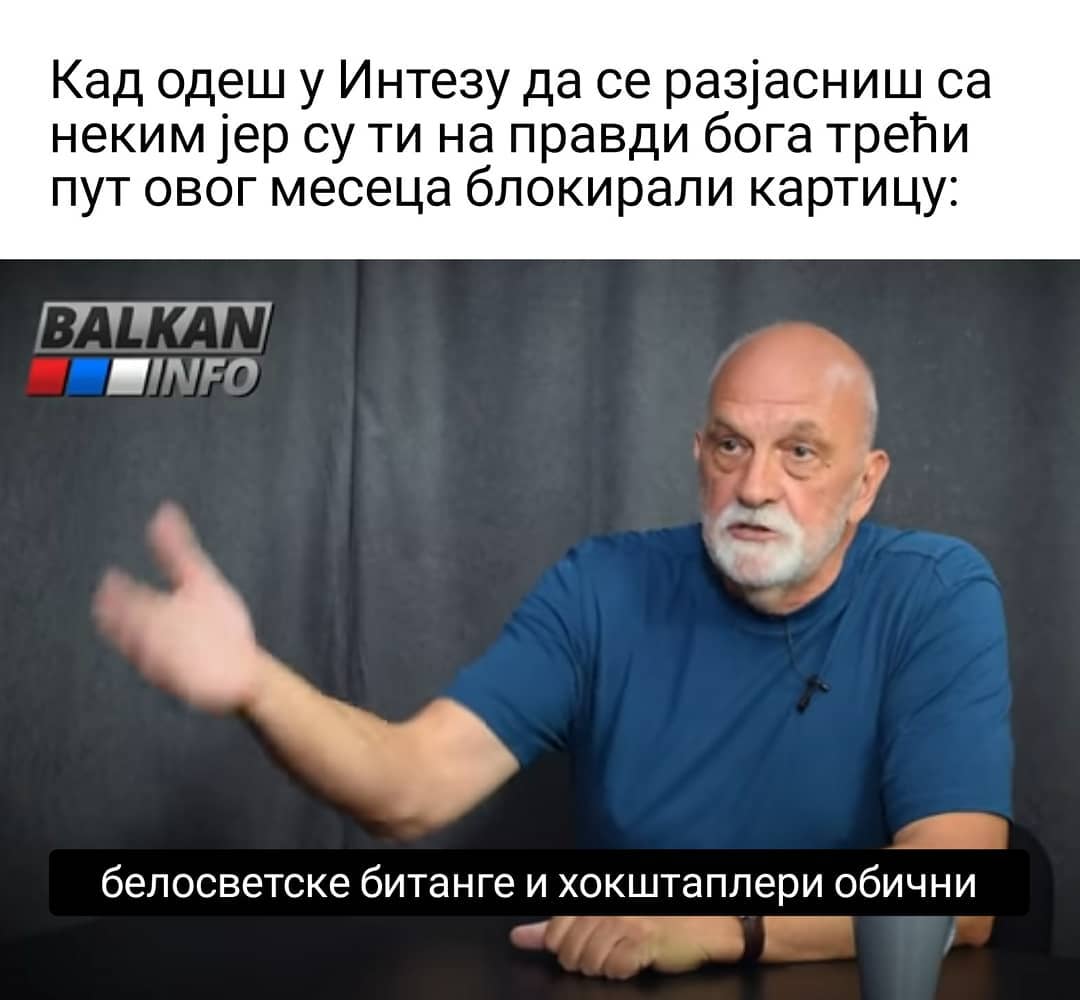 Кад одеш у Интезу да се разјасниш са
неким јер су ти на правди бога трећи
пут овог месеца блокирали картицу:
BALKAN
INFO
белосветске битанге и хокштаплери обични